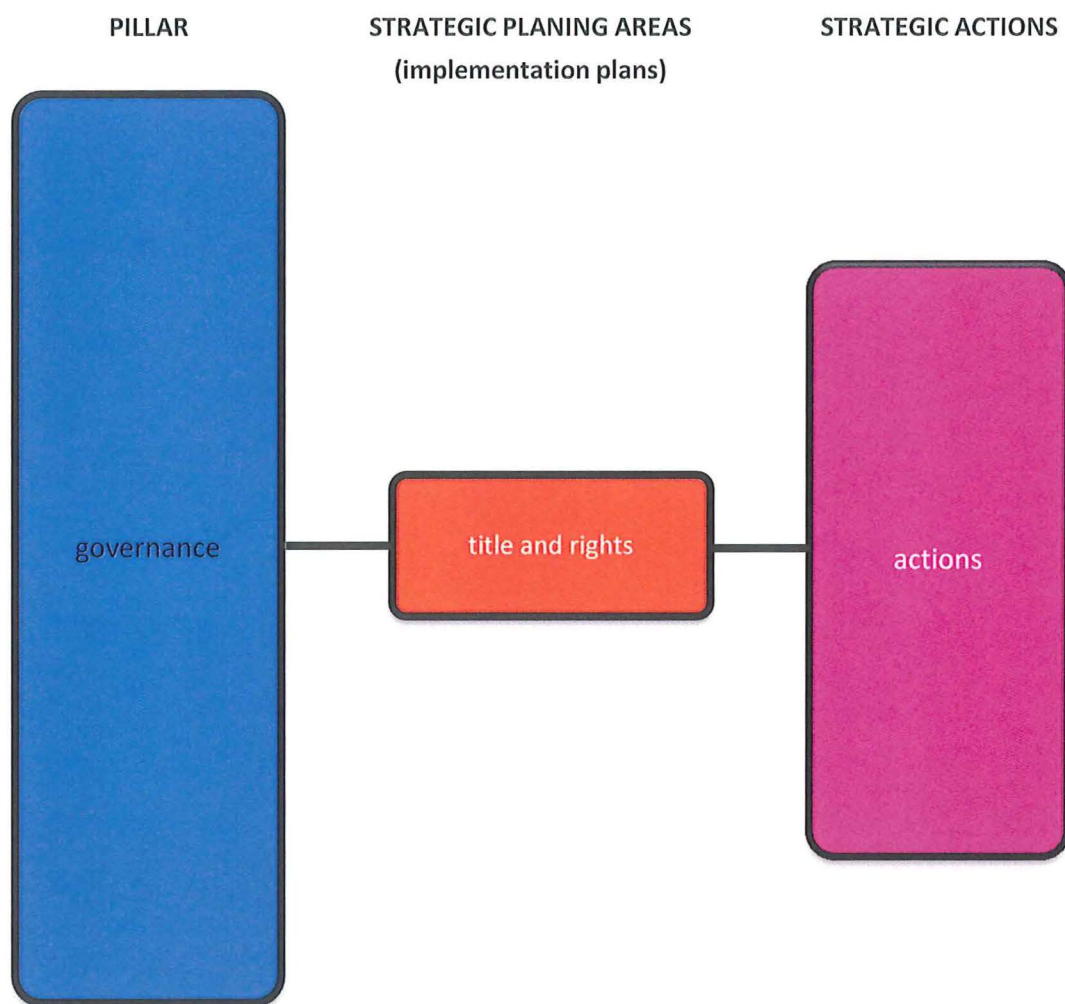 PILLAR
STRATEGIC PLANING AREAS
(implementation plans)
STRATEGIC ACTIONS
governance
title and rights
actions